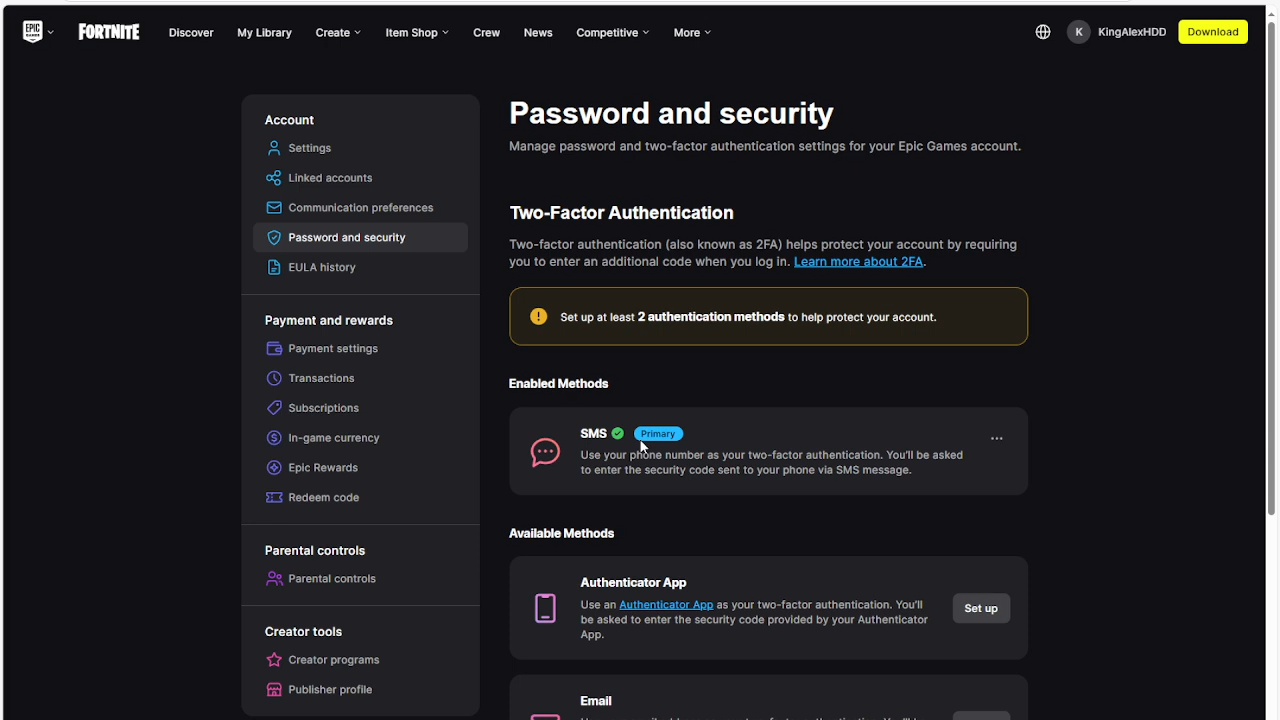 EPIC GAMES
FORTNITE
Discover
My Library
Create
Item Shop
Crew
News
Competitive
More
K
KingAlexHDD
Download
Account
Settings
Linked accounts
Communication preferences
Password and security
EULA history
Payment and rewards
Payment settings
Transactions
Subscriptions
In-game currency
Epic Rewards
Redeem code
Parental controls
Parental controls
Creator tools
Creator programs
Publisher profile
Password and security
Manage password and two-factor authentication settings for your Epic Games account.
Two-Factor Authentication
Two-factor authentication (also known as 2FA) helps protect your account by requiring
you to enter an additional code when you log in. Learn more about 2FA.
Set up at least 2 authentication methods to help protect your account.
Enabled Methods
SMS
Primary
Use your phone number as your two-factor authentication. You'll be asked
to enter the security code sent to your phone via SMS message.
Available Methods
Authenticator App
Use an Authenticator App as your two-factor authentication. You'll
be asked to enter the security code provided by your Authenticator
App.
Set up
Email